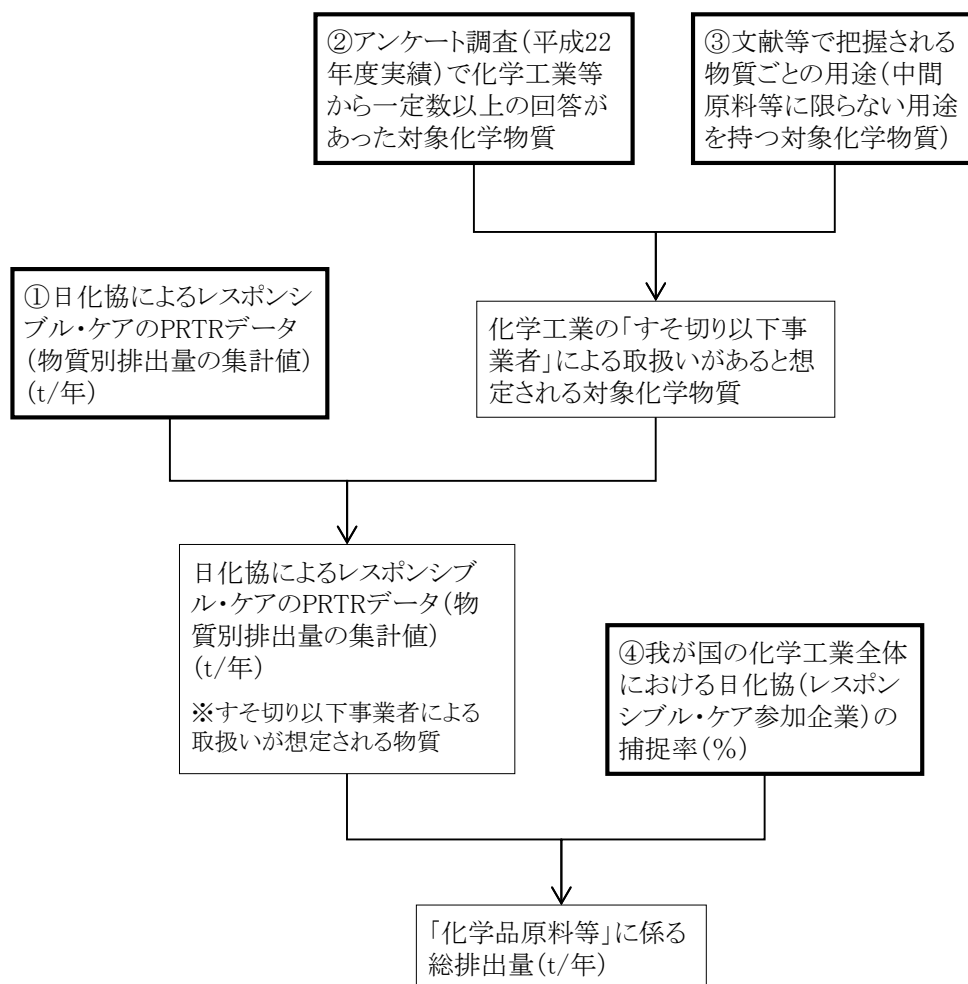 ②アンケート調査(平成22
年度実績)で化学工業等
から一定数以上の回答が
あった対象化学物質
③文献等で把握される
物質ごとの用途(中間
原料等に限らない用途
を持つ対象化学物質)
①日化協によるレスポンシ
ブル・ケアのPRTRデータ
(物質別排出量の集計値)
(t/年)
化学工業の「すそ切り以下事
業者」による取扱いがあると想
定される対象化学物質
日化協によるレスポンシブ
ル・ケアのPRTRデータ(物
質別排出量の集計値)
(t/年)
※すそ切り以下事業者による
取扱いが想定される物質
④我が国の化学工業全体
における日化協(レスポン
シブル・ケア参加企業)の
捕捉率(%)
「化学品原料等」に係る
総排出量(t/年)